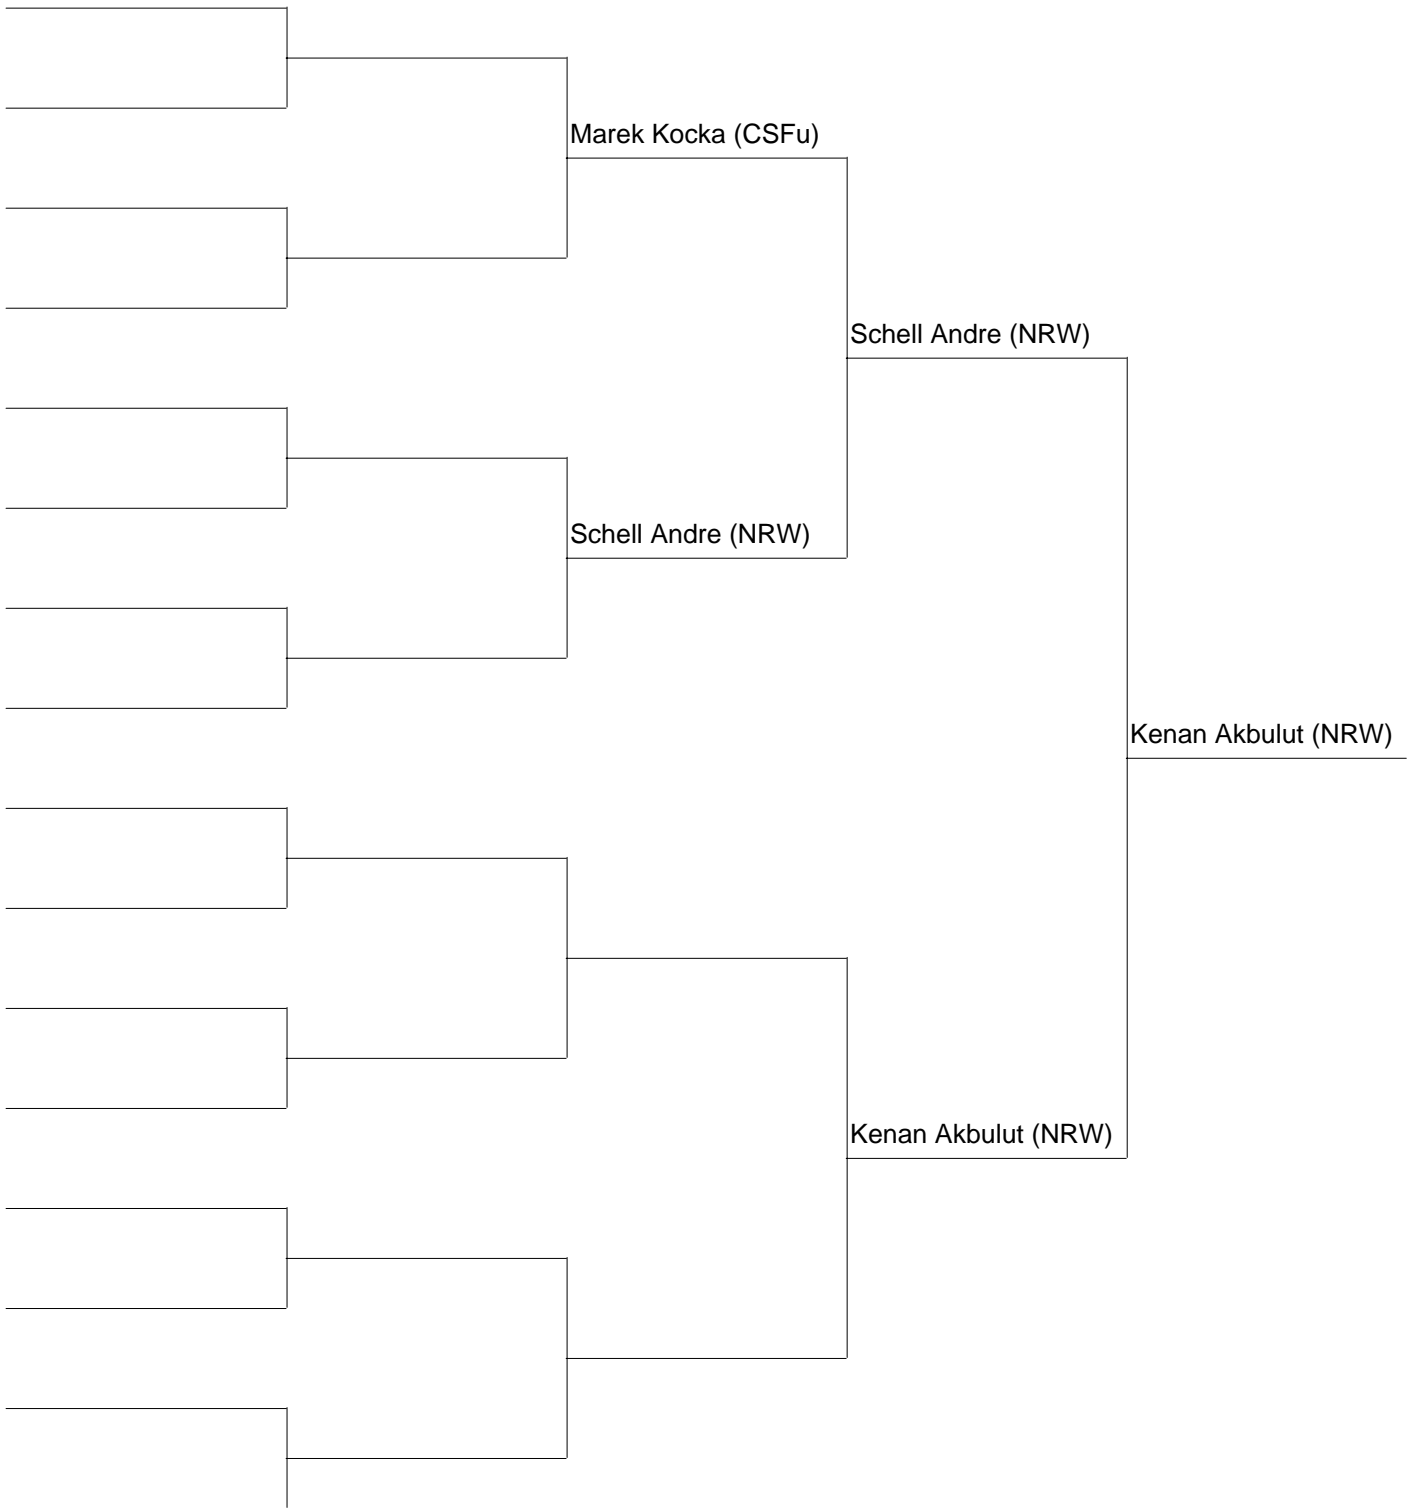 Marek Kocka (CSFu)
Schell Andre (NRW)
Schell Andre (NRW)
Kenan Akbulut (NRW)
Kenan Akbulut (NRW)